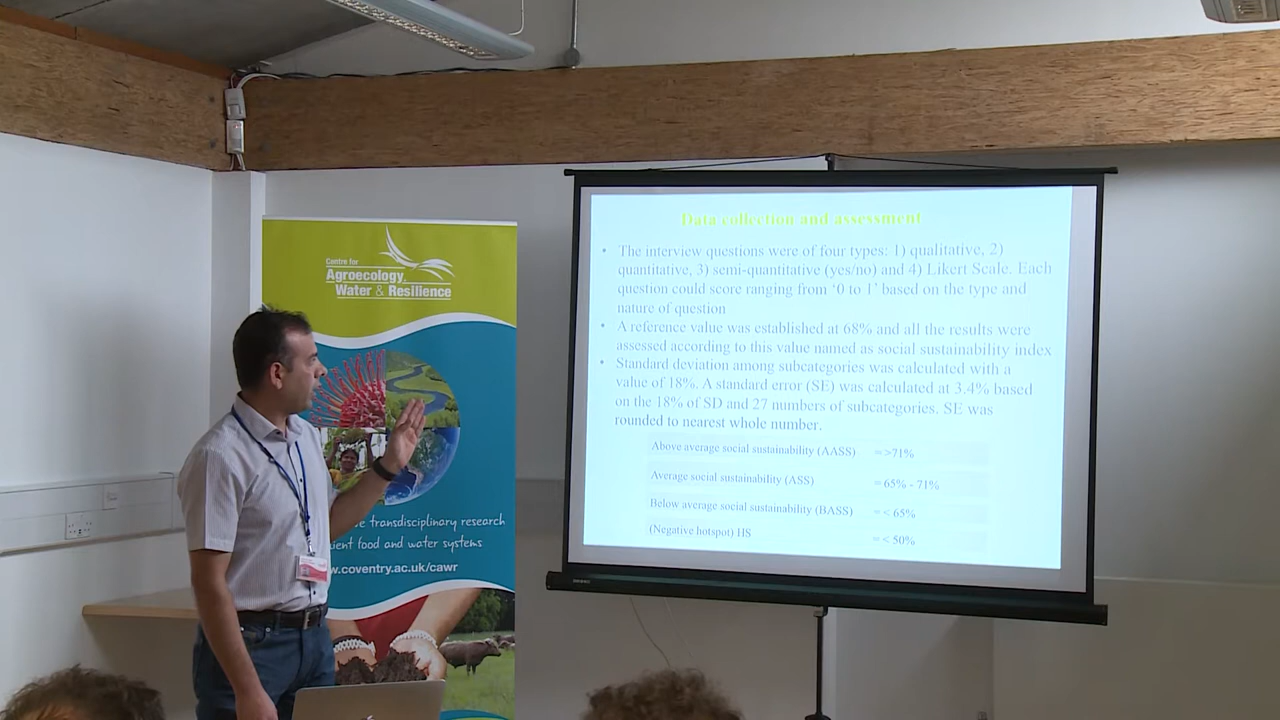 Centre for
Agroecology,
Water & Resilience
e transdisciplinary research
ient food and water systems
w.coventry.ac.uk/cawr
Data collection and assessment
• The interview questions were of four types: 1) qualitative, 2)
quantitative, 3) semi-quantitative (yes/no) and 4) Likert Scale. Each
question could score ranging from ‘0 to 1’ based on the type and
nature of question
• A reference value was established at 68% and all the results were
assessed according to this value named as social sustainability index
• Standard deviation among subcategories was calculated with a
value of 18%. A standard error (SE) was calculated at 3.4% based
on the 18% of SD and 27 numbers of subcategories. SE was
rounded to nearest whole number.
Above average social sustainability (AASS) = >71%
Average social sustainability (ASS) = 65% - 71%
Below average social sustainability (BASS) = < 65%
(Negative hotspot) HS = < 50%